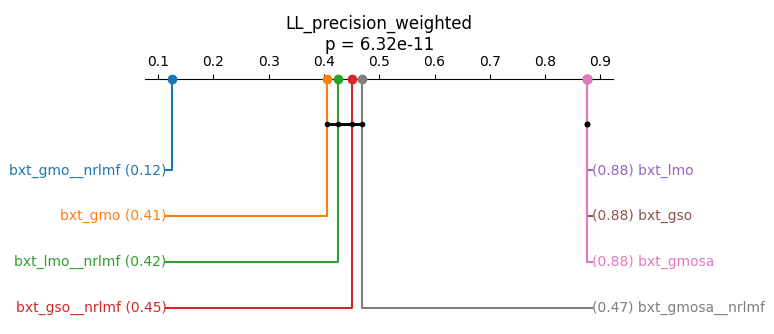 LL_precision_weighted
p = 6.32e-11
0.1 0.2 0.3 0.4 0.5 0.6 0.7 0.8 0.9
bxt_gmo__nrlmf (0.12) (0.88) bxt_lmo
bxt_gmo (0.41) (0.88) bxt_gso
bxt_lmo__nrlmf (0.42) (0.88) bxt_gmosa
bxt_gso__nrlmf (0.45) (0.47) bxt_gmosa__nrlmf